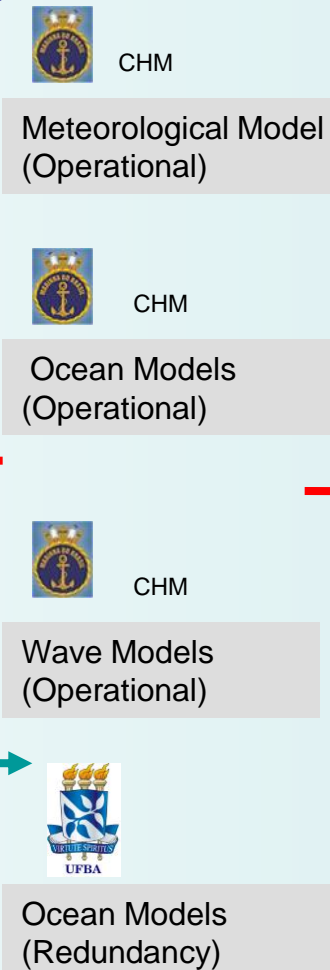 CHM
Meteorological Model
(Operational)
CHM
Ocean Models
(Operational)
CHM
Wave Models
(Operational)
VIRTUTE SPIRITUS
UFBA
Ocean Models
(Redundancy)